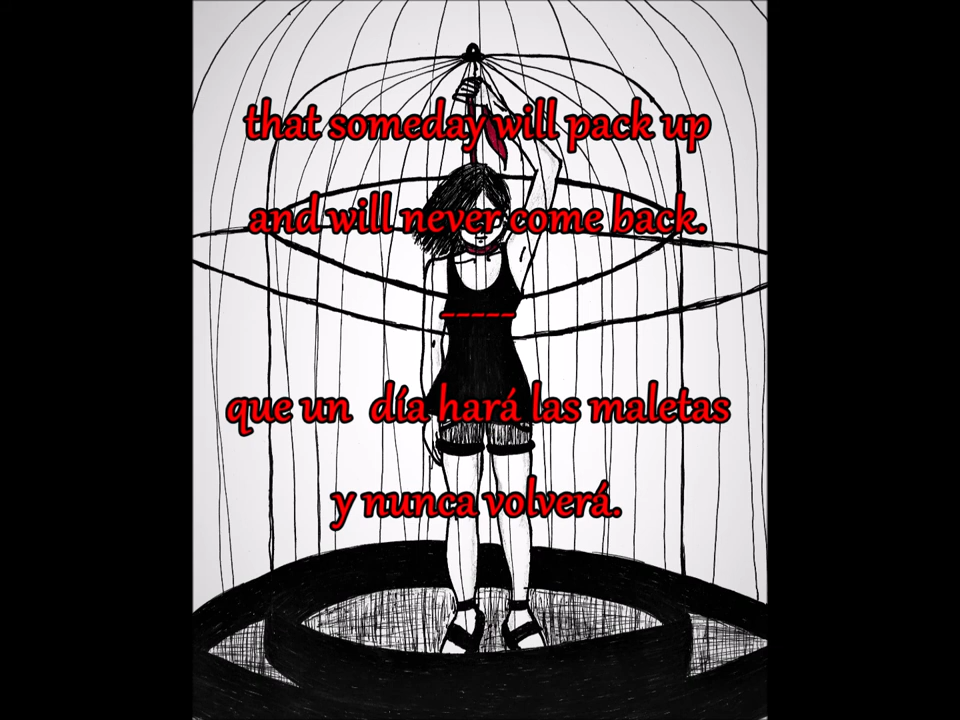 that someday will pack up
and will never come back.
-----
que un  día hará las maletas
y nunca volverá.